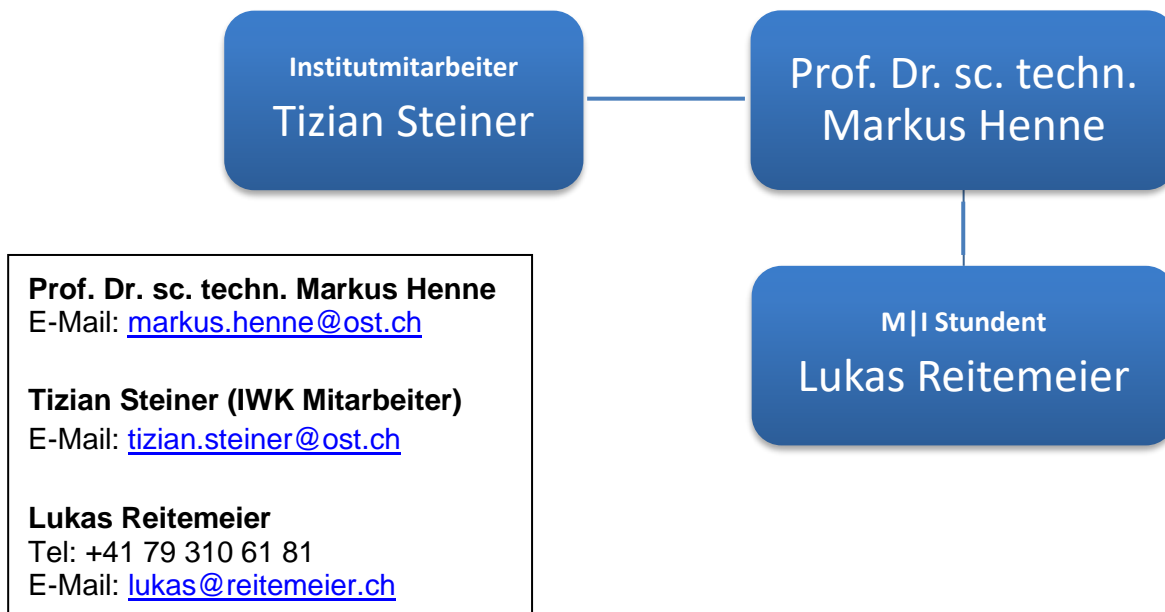 Institutmitarbeiter
Tizian Steiner
Prof. Dr. sc. techn.
Markus Henne
M|I Stundent
Lukas Reitemeier
Prof. Dr. sc. techn. Markus Henne
E-Mail: markus.henne@ost.ch
Tizian Steiner (IWK Mitarbeiter)
E-Mail: tizian.steiner@ost.ch
Lukas Reitemeier
Tel: +41 79 310 61 81
E-Mail: lukas@reitemeier.ch